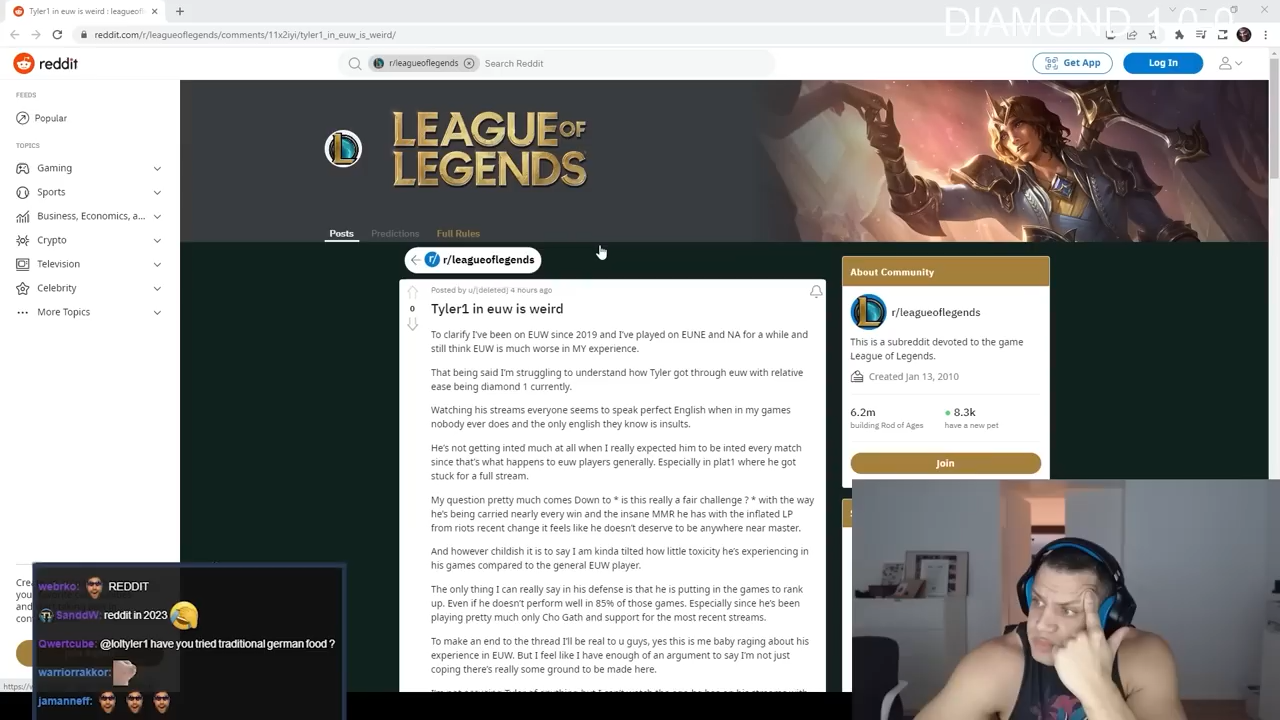 Tyler1 in euw is weird : leagueofl
DIAMOND 1 0 0
reddit.com/r/leagueoflegends/comments/11x2iyi/tyler1_in_euw_is_weird/
reddit
r/leagueoflegends
Search Reddit
Get App
Log In
FEEDS
Popular
TOPICS
Gaming
Sports
Business, Economics, a...
Crypto
Television
Celebrity
More Topics
LEAGUE OF
LEGENDS
Posts
Predictions
Full Rules
r/leagueoflegends
Posted by u/[deleted] 4 hours ago
0
Tyler1 in euw is weird
To clarify I've been on EUW since 2019 and I've played on EUNE and NA for a while and
still think EUW is much worse in MY experience.
That being said I'm struggling to understand how Tyler got through euw with relative
ease being diamond 1 currently.
Watching his streams everyone seems to speak perfect English when in my games
nobody ever does and the only english they know is insults.
He's not getting inted much at all when I really expected him to be inted every match
since that's what happens to euw players generally. Especially in plat1 where he got
stuck for a full stream.
My question pretty much comes Down to * is this really a fair challenge ? * with the way
he's being carried nearly every win and the insane MMR he has with the inflated LP
from riots recent change it feels like he doesn't deserve to be anywhere near master.
And however childish it is to say I am kinda tilted how little toxicity he's experiencing in
his games compared to the general EUW player.
The only thing I can really say in his defense is that he is putting in the games to rank
up. Even if he doesn't perform well in 85% of those games. Especially since he's been
playing pretty much only Cho Gath and support for the most recent streams.
To make an end to the thread I'll be real to u guys, yes this is me baby raging about his
experience in EUW. But I feel like I have enough of an argument to say I'm not just
coping there's really some ground to be made here.
About Community
r/leagueoflegends
This is a subreddit devoted to the game
League of Legends.
Created Jan 13, 2010
6.2m
building Rod of Ages
8.3k
have a new pet
Join
webrko: REDDIT
$anddW: reddit in 2023
Qwertcube: @loltyler1 have you tried traditional german food ?
warriorrakkor:
jamanneff: